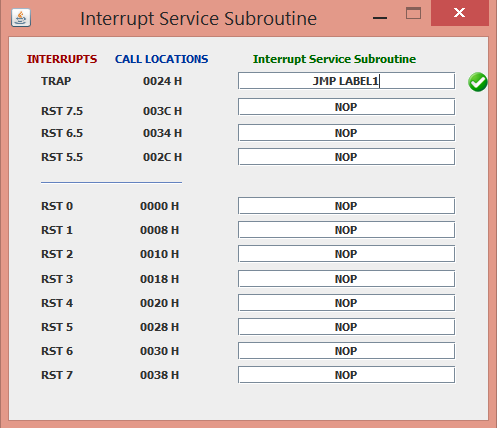 Interrupt Service Subroutine
INTERRUPTS CALL LOCATIONS Interrupt Service Subroutine
TRAP 0024 H JMP LABEL1
RST 7.5 003C H NOP
RST 6.5 0034 H NOP
RST 5.5 002C H NOP
RST 0 0000 H NOP
RST 1 0008 H NOP
RST 2 0010 H NOP
RST 3 0018 H NOP
RST 4 0020 H NOP
RST 5 0028 H NOP
RST 6 0030 H NOP
RST 7 0038 H NOP